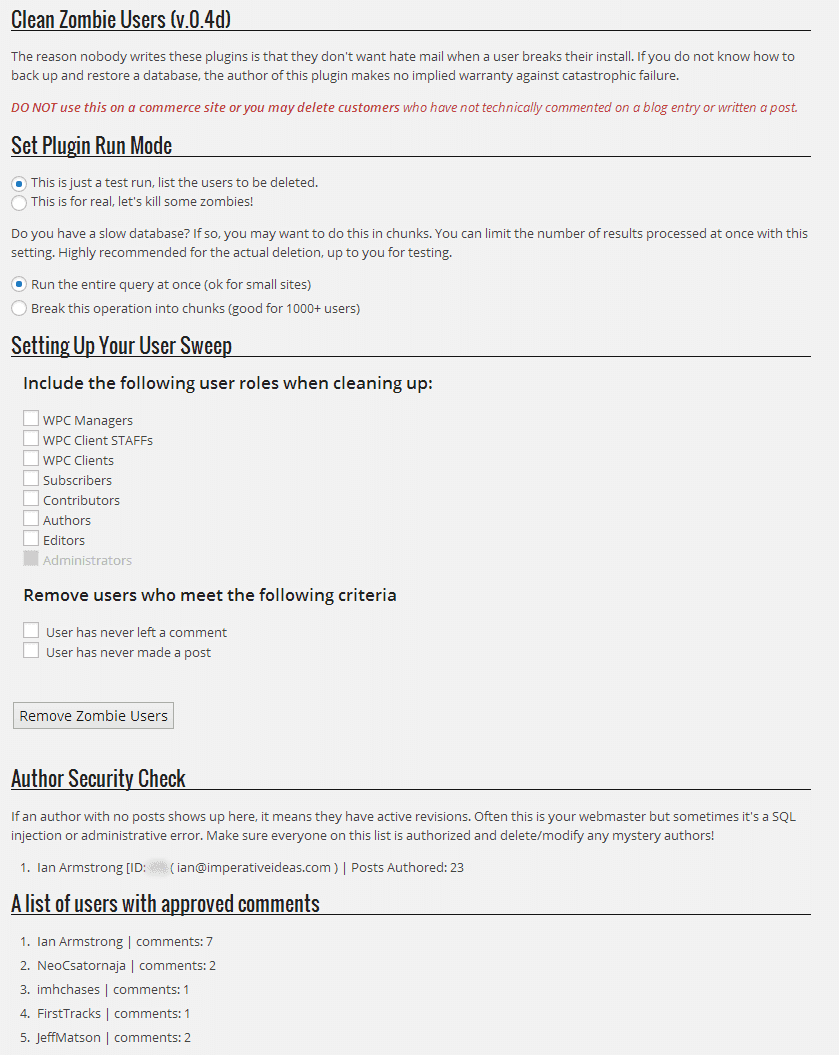 Clean Zombie Users (v.0.4d)
The reason nobody writes these plugins is that they don't want hate mail when a user breaks their install. If you do not know how to
back up and restore a database, the author of this plugin makes no implied warranty against catastrophic failure.
DO NOT use this on a commerce site or you may delete customers who have not technically commented on a blog entry or written a post.
Set Plugin Run Mode
This is just a test run, list the users to be deleted.
This is for real, let's kill some zombies!
Do you have a slow database? If so, you may want to do this in chunks. You can limit the number of results processed at once with this
setting. Highly recommended for the actual deletion, up to you for testing.
Run the entire query at once (ok for small sites)
Break this operation into chunks (good for 1000+ users)
Setting Up Your User Sweep
Include the following user roles when cleaning up:
WPC Managers
WPC Client STAFFs
WPC Clients
Subscribers
Contributors
Authors
Editors
Administrators
Remove users who meet the following criteria
User has never left a comment
User has never made a post
Remove Zombie Users
Author Security Check
If an author with no posts shows up here, it means they have active revisions. Often this is your webmaster but sometimes it's a SQL
injection or administrative error. Make sure everyone on this list is authorized and delete/modify any mystery authors!
1. Ian Armstrong [ID: ( ian@imperativeideas.com ) | Posts Authored: 23
A list of users with approved comments
1. Ian Armstrong | comments: 7
2. NeoCsatornaja | comments: 2
3. imhchases | comments: 1
4. FirstTracks | comments: 1
5. JeffMatson | comments: 2